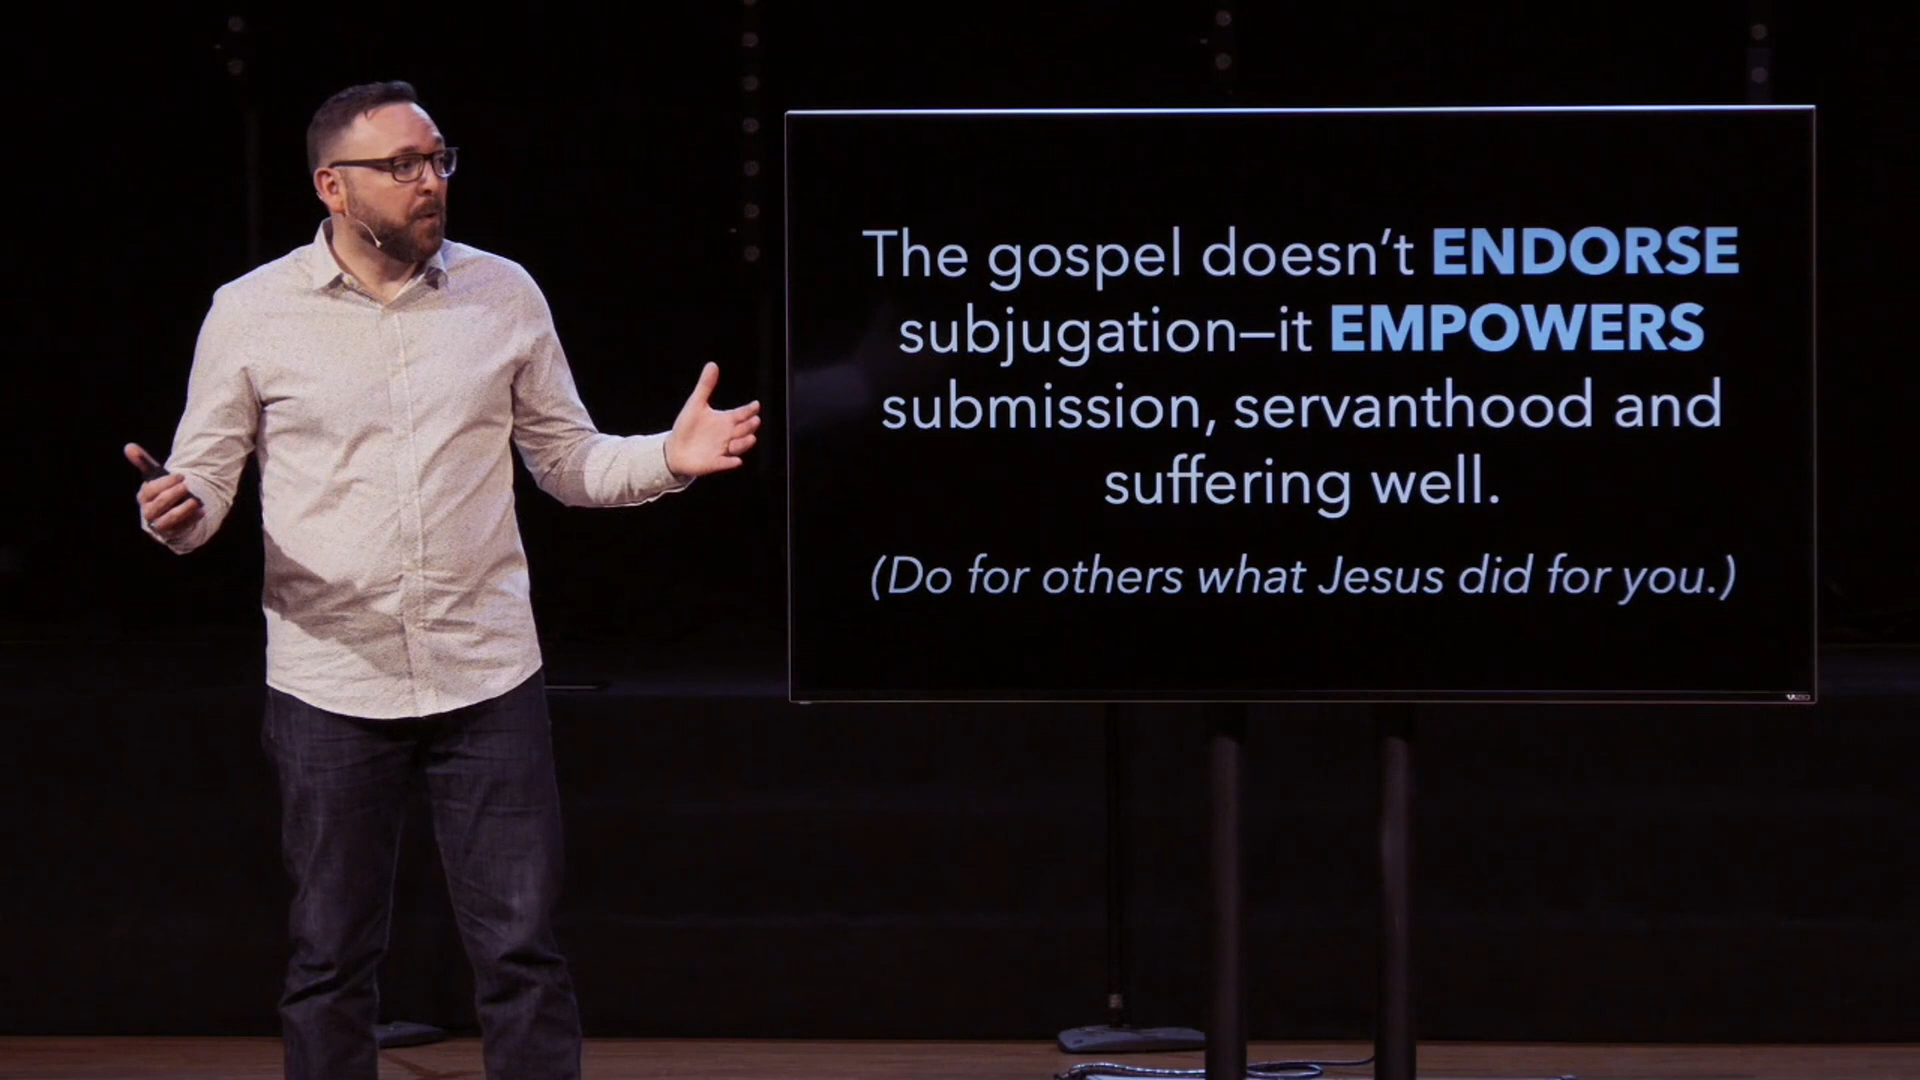 The gospel doesn’t ENDORSE
subjugation—it EMPOWERS
submission, servanthood and
suffering well.
(Do for others what Jesus did for you.)
VIZIO